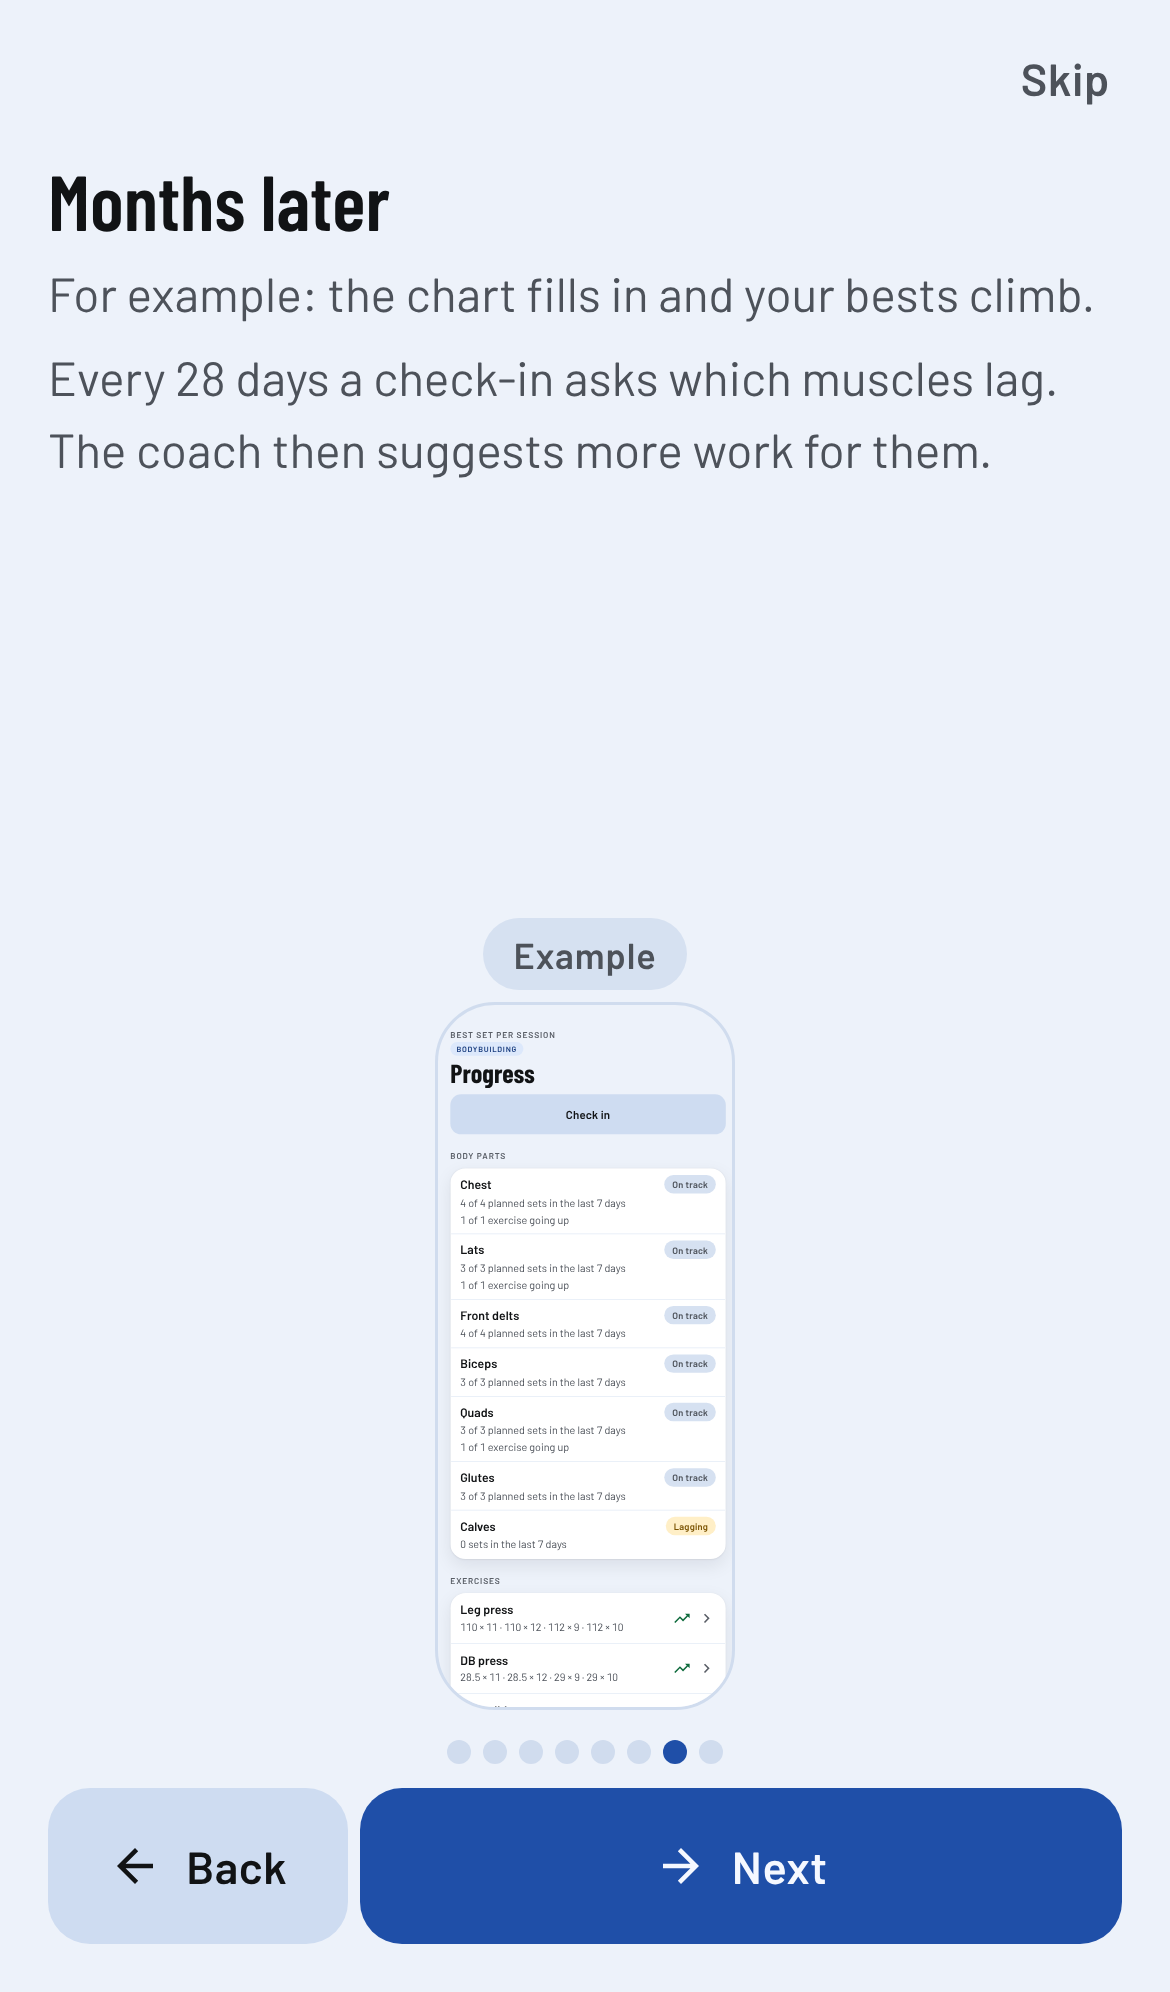 Skip
Months later
For example: the chart fills in and your bests climb.
Every 28 days a check-in asks which muscles lag.
The coach then suggests more work for them.
Example
BEST SET PER SESSION
BODYBUILDING
Progress
Check in
BODY PARTS
Chest
On track
4 of 4 planned sets in the last 7 days
1 of 1 exercise going up
Lats
On track
3 of 3 planned sets in the last 7 days
1 of 1 exercise going up
Front delts
On track
4 of 4 planned sets in the last 7 days
Biceps
On track
3 of 3 planned sets in the last 7 days
Quads
On track
3 of 3 planned sets in the last 7 days
1 of 1 exercise going up
Glutes
On track
3 of 3 planned sets in the last 7 days
Calves
Lagging
0 sets in the last 7 days
EXERCISES
Leg press
110 × 11 · 110 × 12 · 112 × 9 · 112 × 10
DB press
28.5 × 11 · 28.5 × 12 · 29 × 9 · 29 × 10
Back
Next